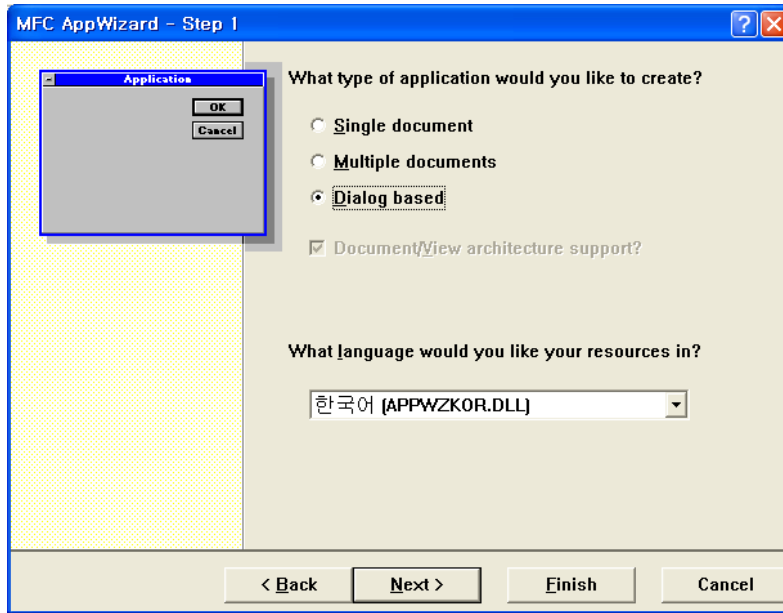 MFC AppWizard - Step 1
Application
OK
Cancel
What type of application would you like to create?
Single document
Multiple documents
Dialog based
Document/View architecture support?
What language would you like your resources in?
한국어 (APPWZKOR.DLL)
< Back
Next >
Finish
Cancel